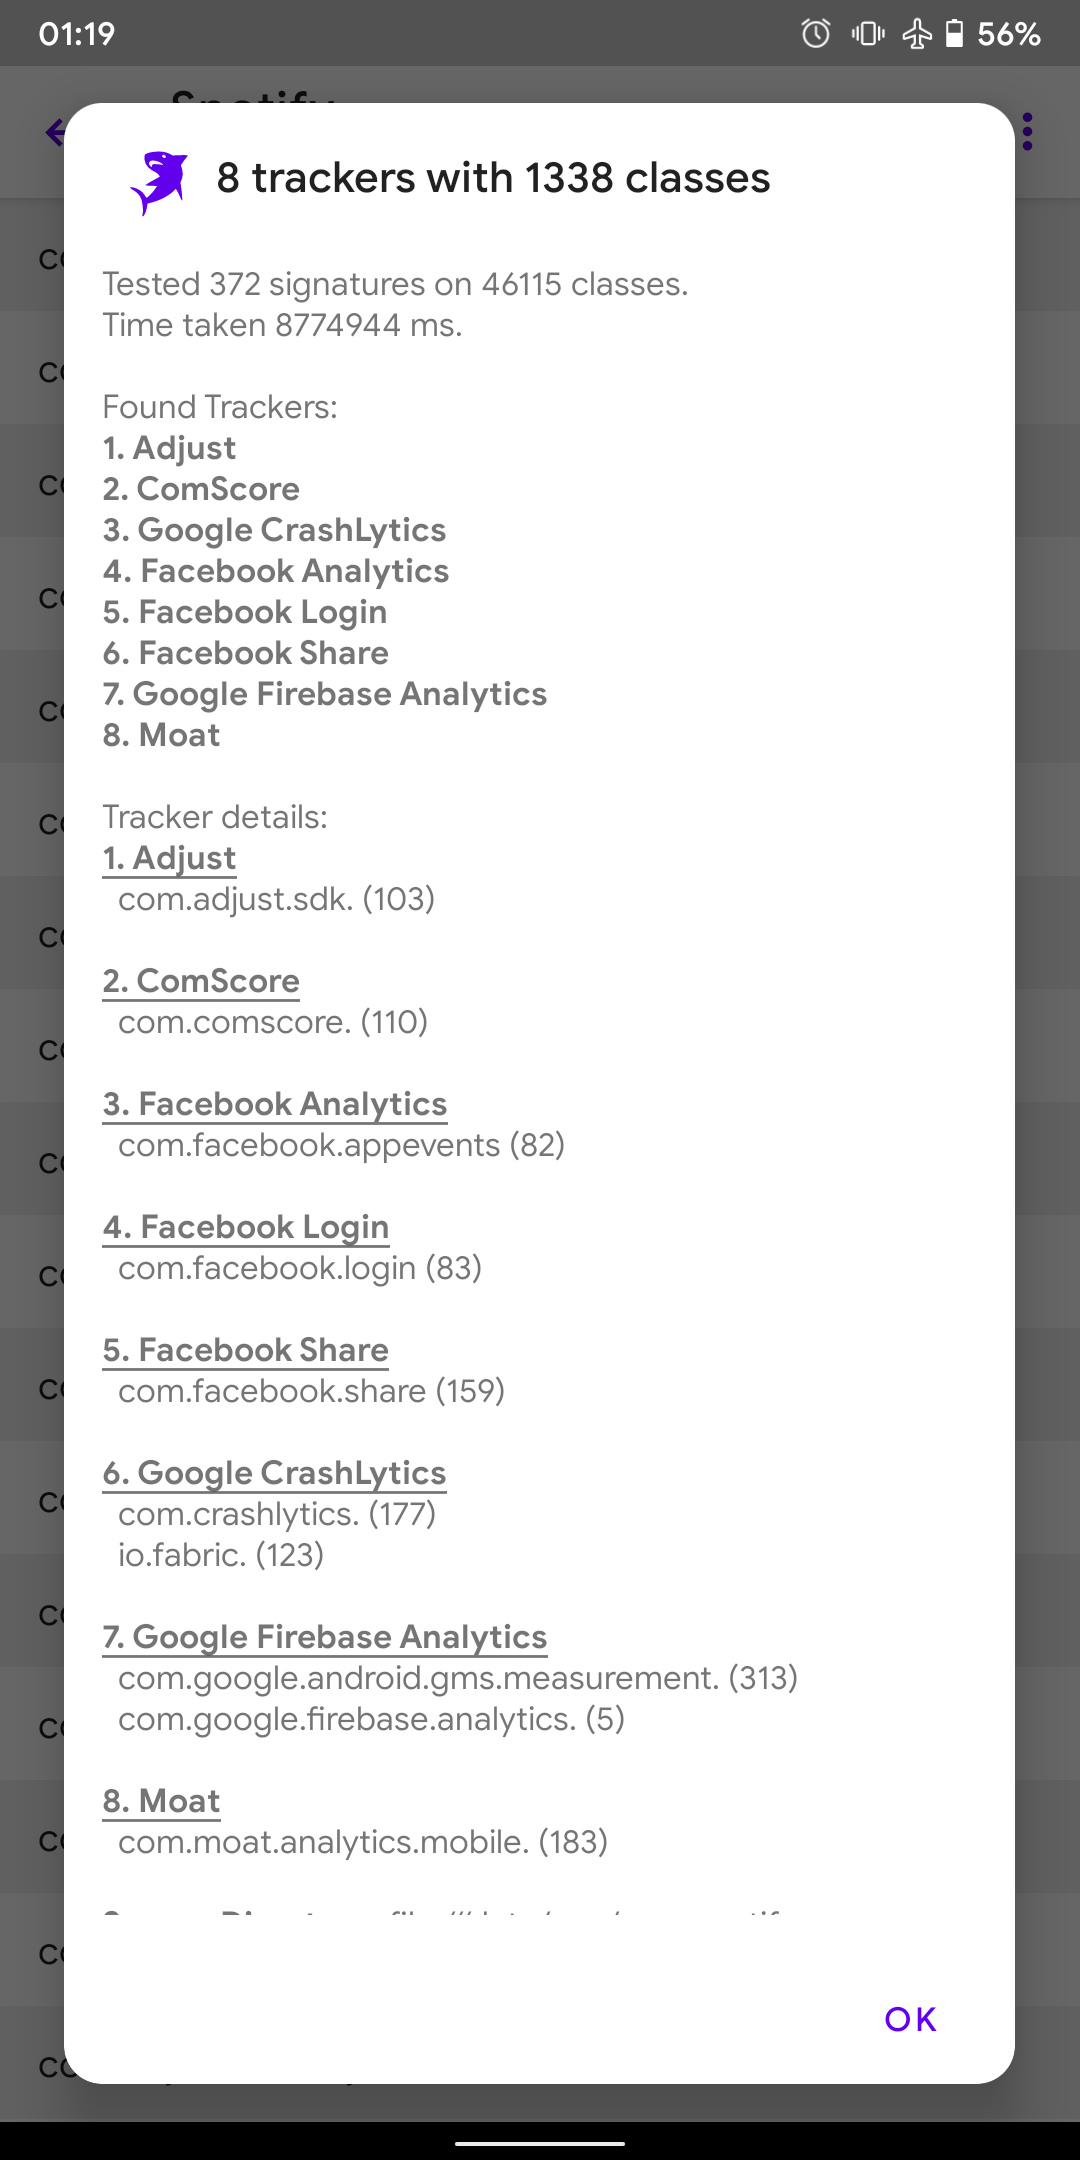 01:19
56%
Spotify
8 trackers with 1338 classes
Tested 372 signatures on 46115 classes.
Time taken 8774944 ms.
Found Trackers:
1. Adjust
2. ComScore
3. Google CrashLytics
4. Facebook Analytics
5. Facebook Login
6. Facebook Share
7. Google Firebase Analytics
8. Moat
Tracker details:
1. Adjust
com.adjust.sdk. (103)
2. ComScore
com.comscore. (110)
3. Facebook Analytics
com.facebook.appevents (82)
4. Facebook Login
com.facebook.login (83)
5. Facebook Share
com.facebook.share (159)
6. Google CrashLytics
com.crashlytics. (177)
io.fabric. (123)
7. Google Firebase Analytics
com.google.android.gms.measurement. (313)
com.google.firebase.analytics. (5)
8. Moat
com.moat.analytics.mobile. (183)
OK